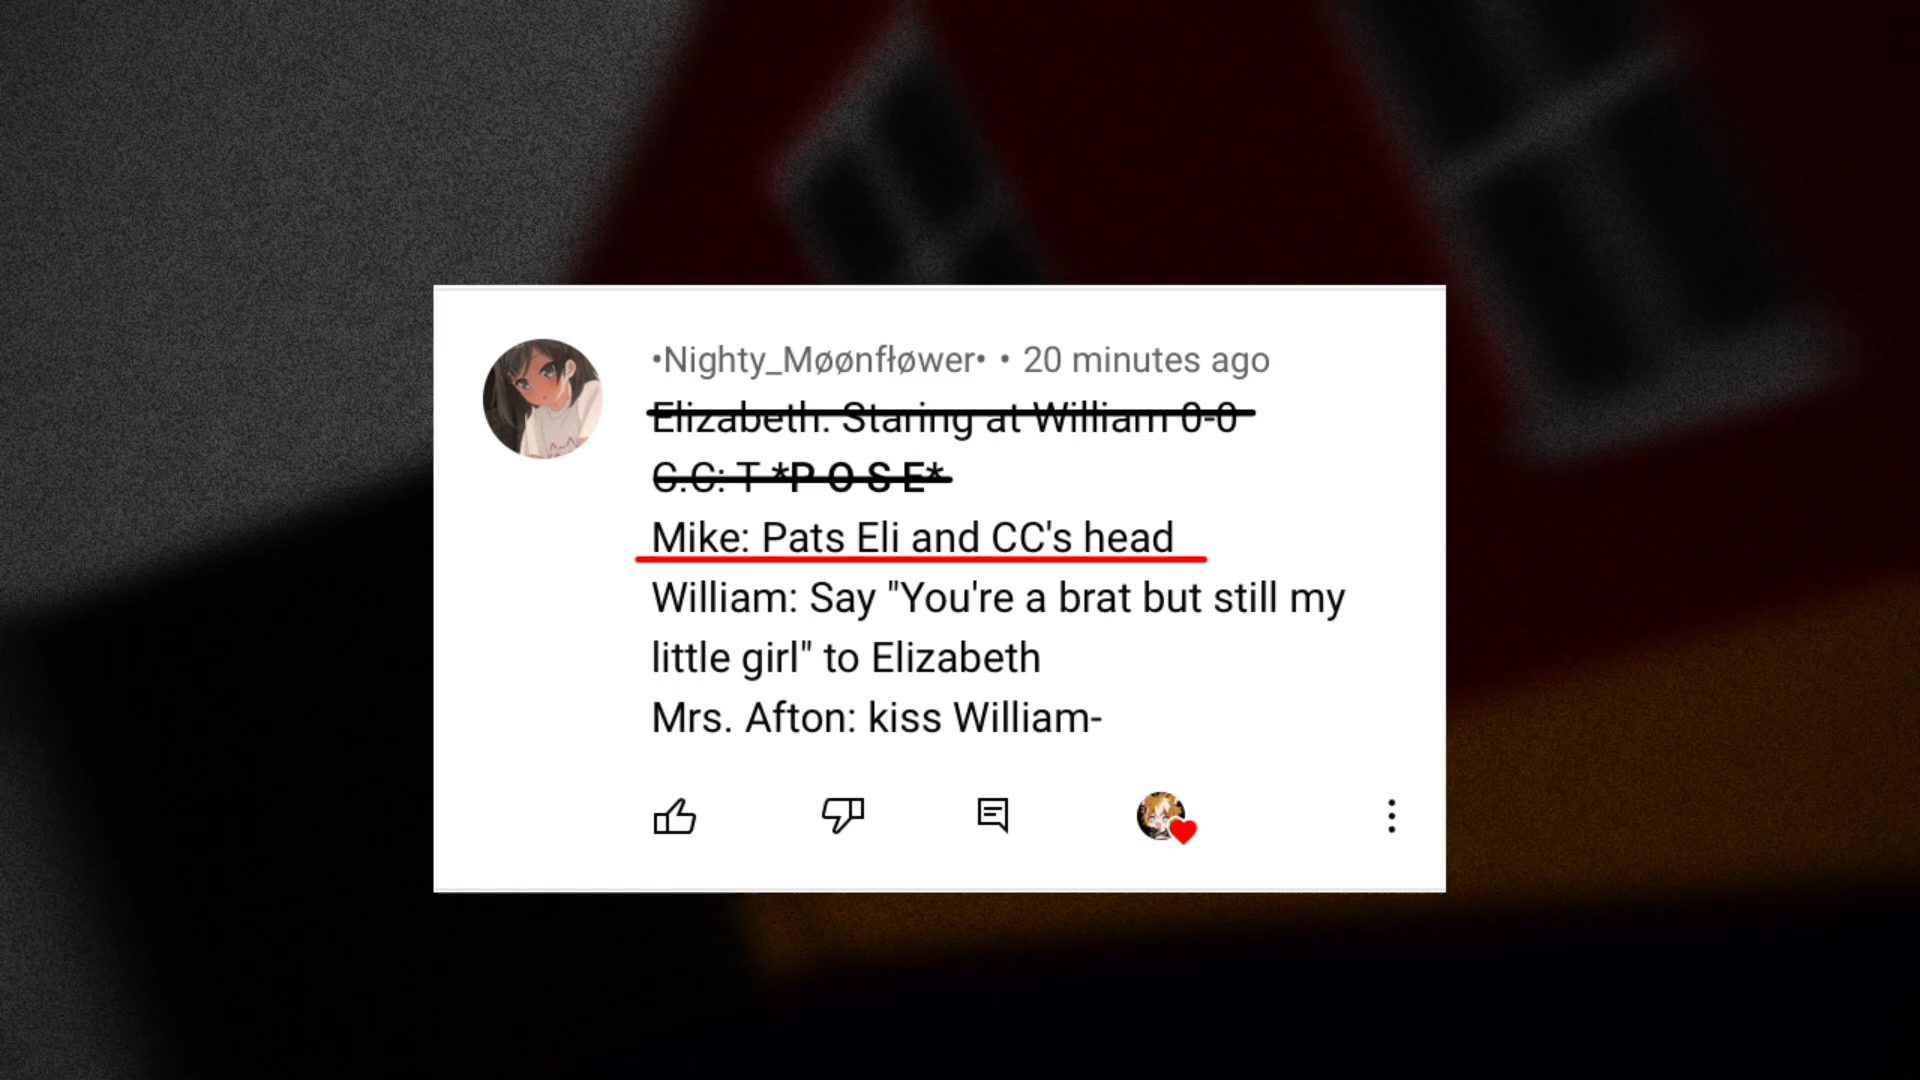 •Nighty_Møønfłøwer• • 20 minutes ago
Elizabeth: Staring at William 0-0
C.C: T *P O S E*
Mike: Pats Eli and CC's head
William: Say "You're a brat but still my
little girl" to Elizabeth
Mrs. Afton: kiss William-